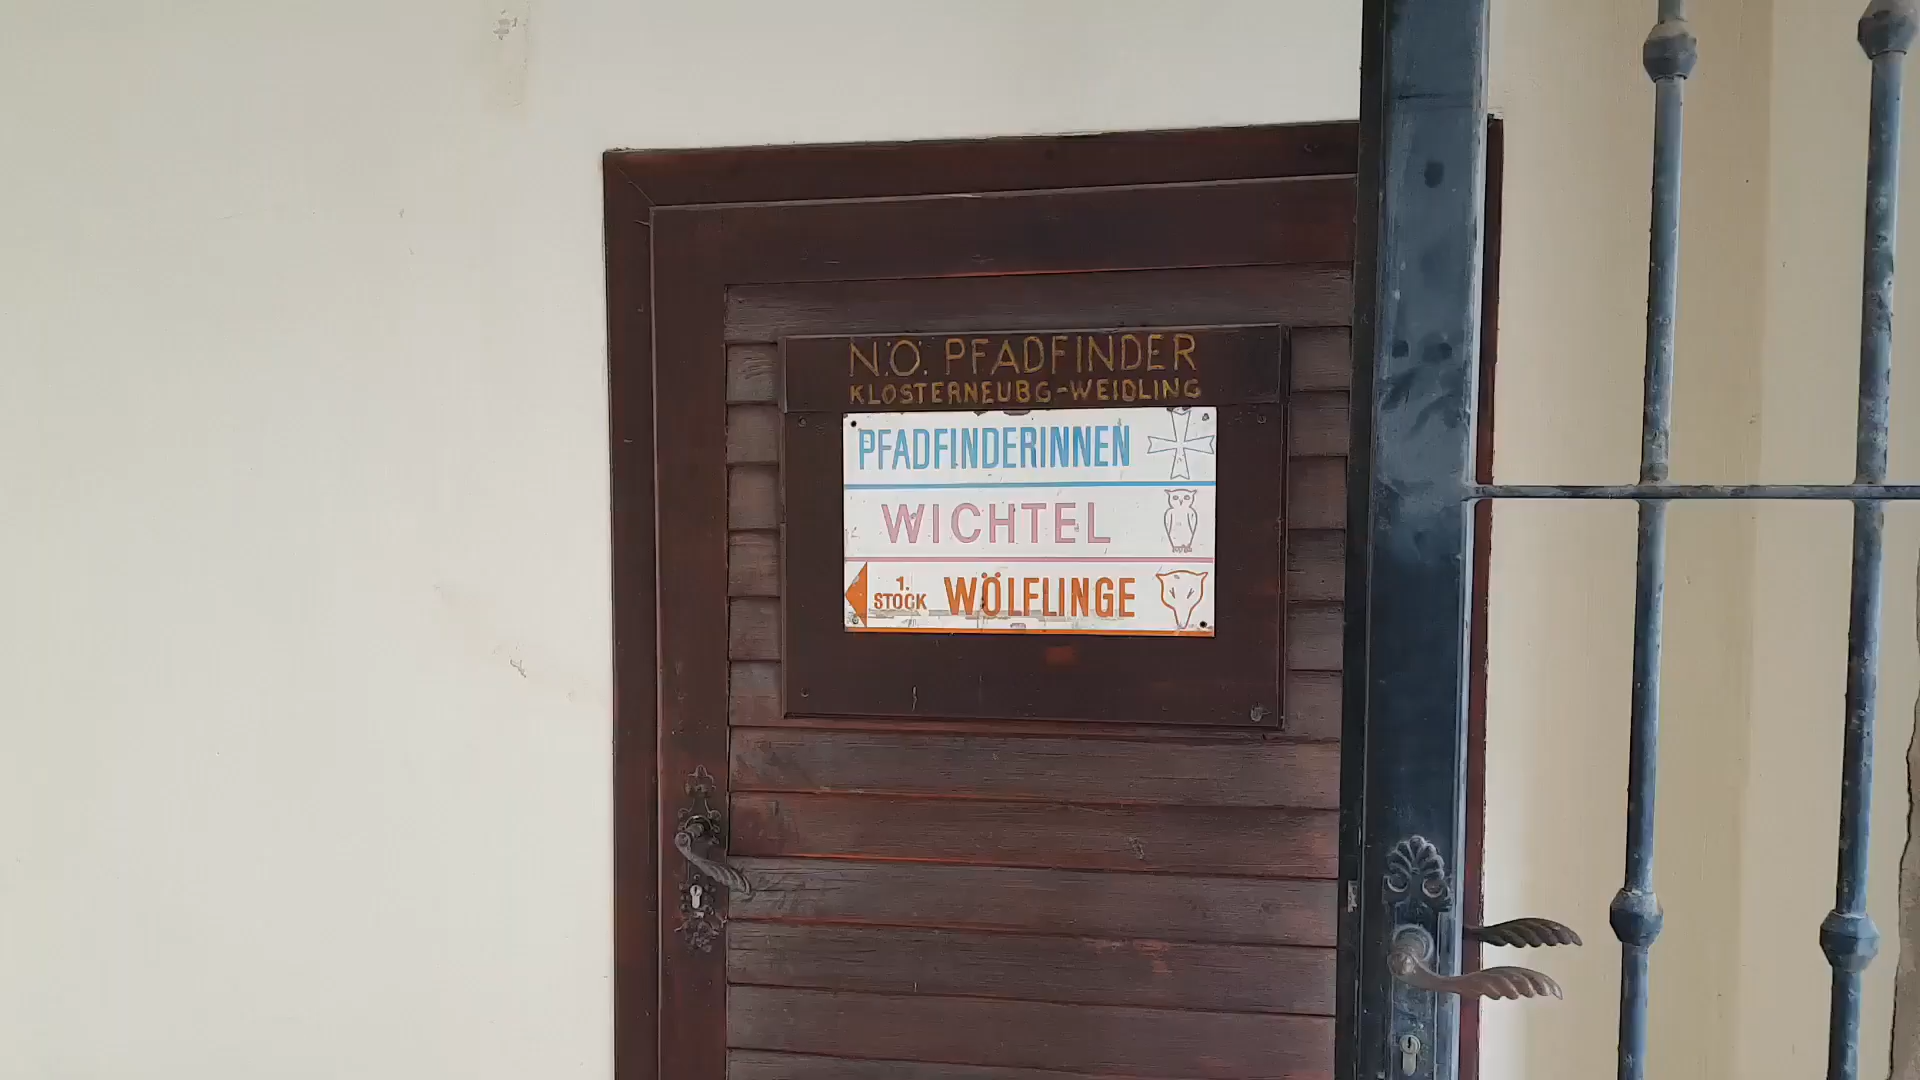 N.Ö. PFADFINDER
KLOSTERNEUBG-WEIDLING
PFADFINDERINNEN
WICHTEL
1. STOCK WÖLFLINGE